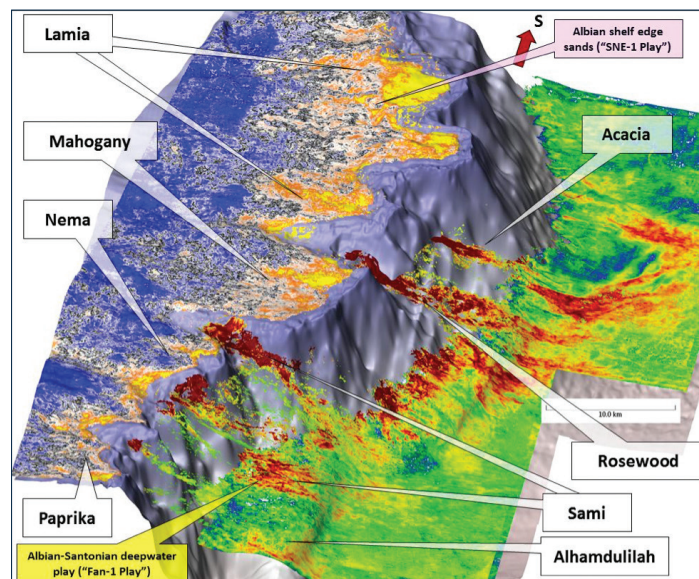 Lamia
S
Albian shelf edge
sands (“SNE-1 Play”)
Mahogany
Acacia
Nema
10.0 km
Rosewood
Paprika
Sami
Albian-Santonian deepwater
play (“Fan-1 Play”)
Alhamdulilah